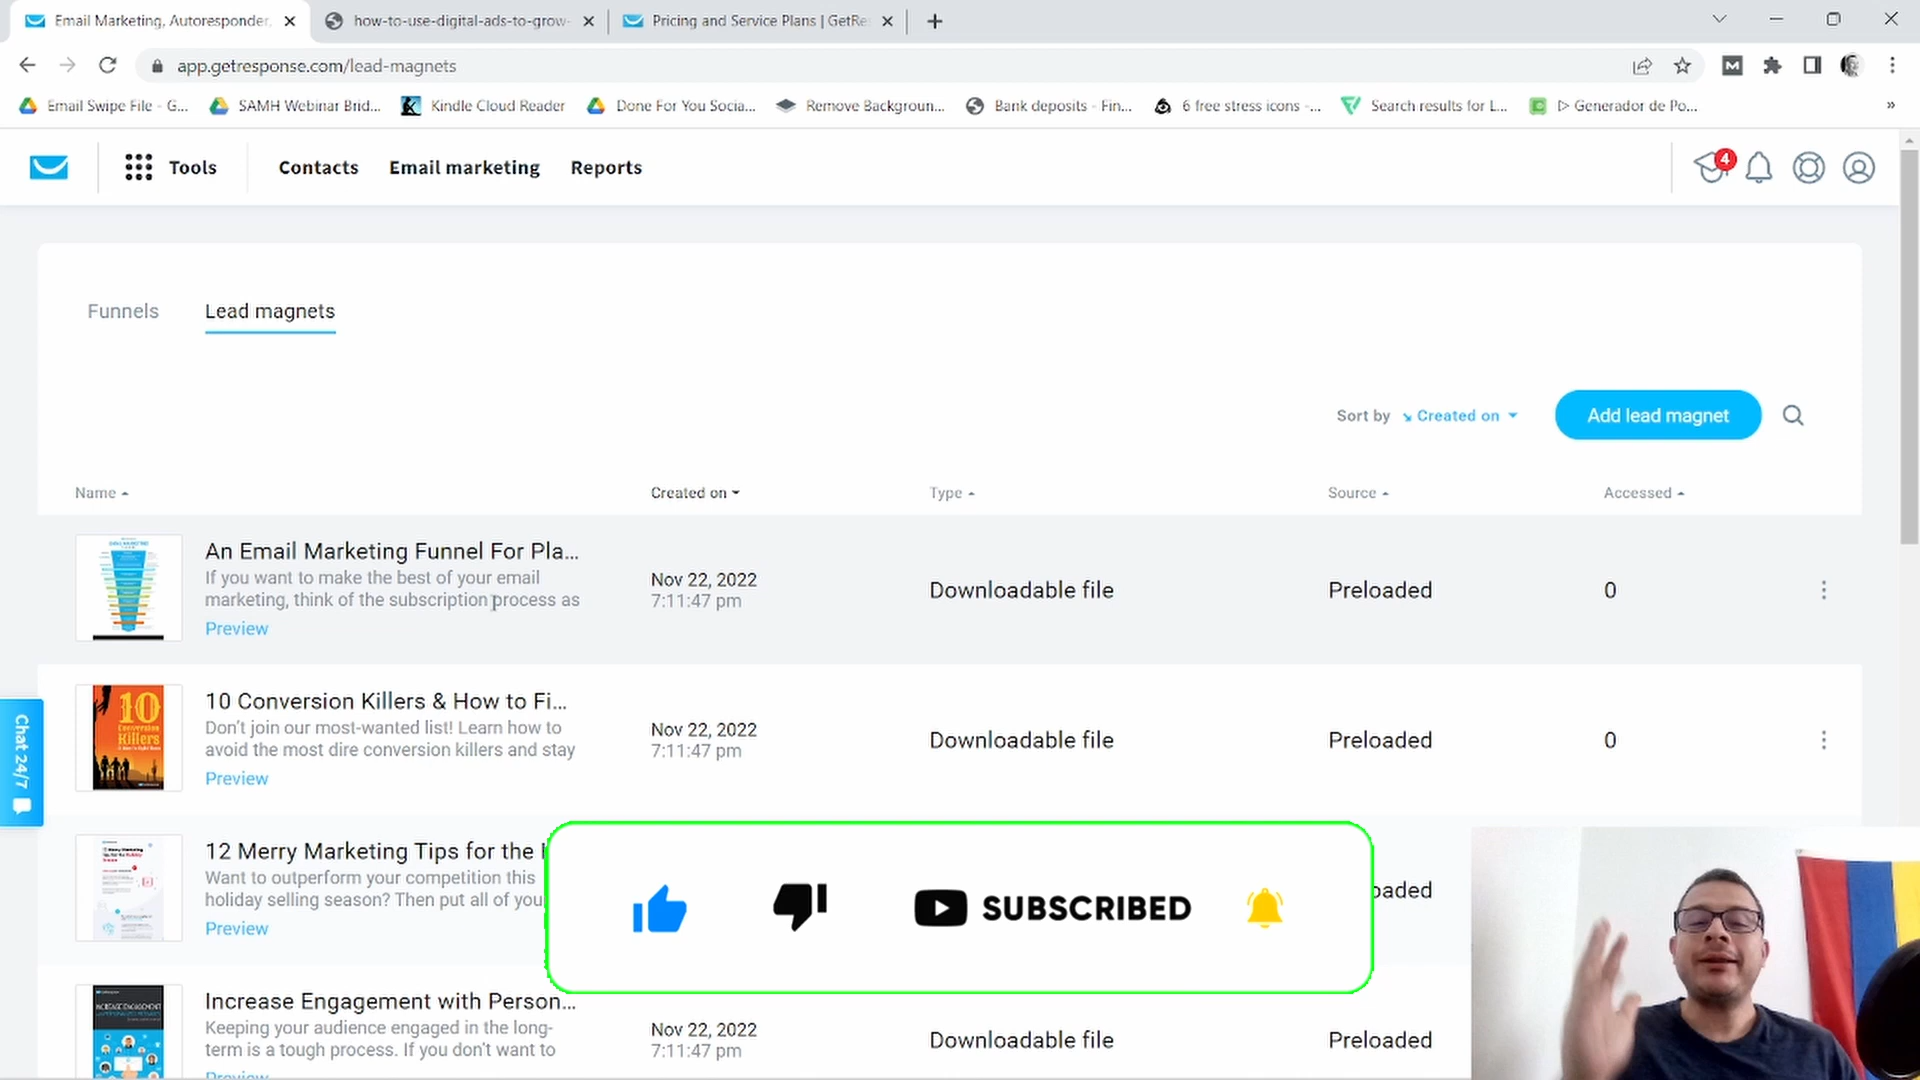 Email Marketing, Autoresponder,
how-to-use-digital-ads-to-grow-
Pricing and Service Plans | GetRe
app.getresponse.com/lead-magnets
Email Swipe File - G...
SAMH Webinar Brid...
Kindle Cloud Reader
Done For You Socia...
Remove Backgroun...
Bank deposits - Fin...
6 free stress icons -...
Search results for L...
Generador de Po...
Tools
Contacts
Email marketing
Reports
4
Funnels
Lead magnets
Sort by
Created on
Add lead magnet
Name
Created on
Type
Source
Accessed
An Email Marketing Funnel For Pla...
If you want to make the best of your email
marketing, think of the subscription process as
Preview
Nov 22, 2022
7:11:47 pm
Downloadable file
Preloaded
0
10 Conversion Killers & How to Fi...
Don't join our most-wanted list! Learn how to
avoid the most dire conversion killers and stay
Preview
Nov 22, 2022
7:11:47 pm
Downloadable file
Preloaded
0
10
Conversion
Killers
Chat 24/7
12 Merry Marketing Tips for the
Want to outperform your competition this
holiday selling season? Then put all of you
Preview
SUBSCRIBED
oaded
Increase Engagement with Person...
Keeping your audience engaged in the long-
term is a tough process. If you don't want to
Preview
Nov 22, 2022
7:11:47 pm
Downloadable file
Preloaded